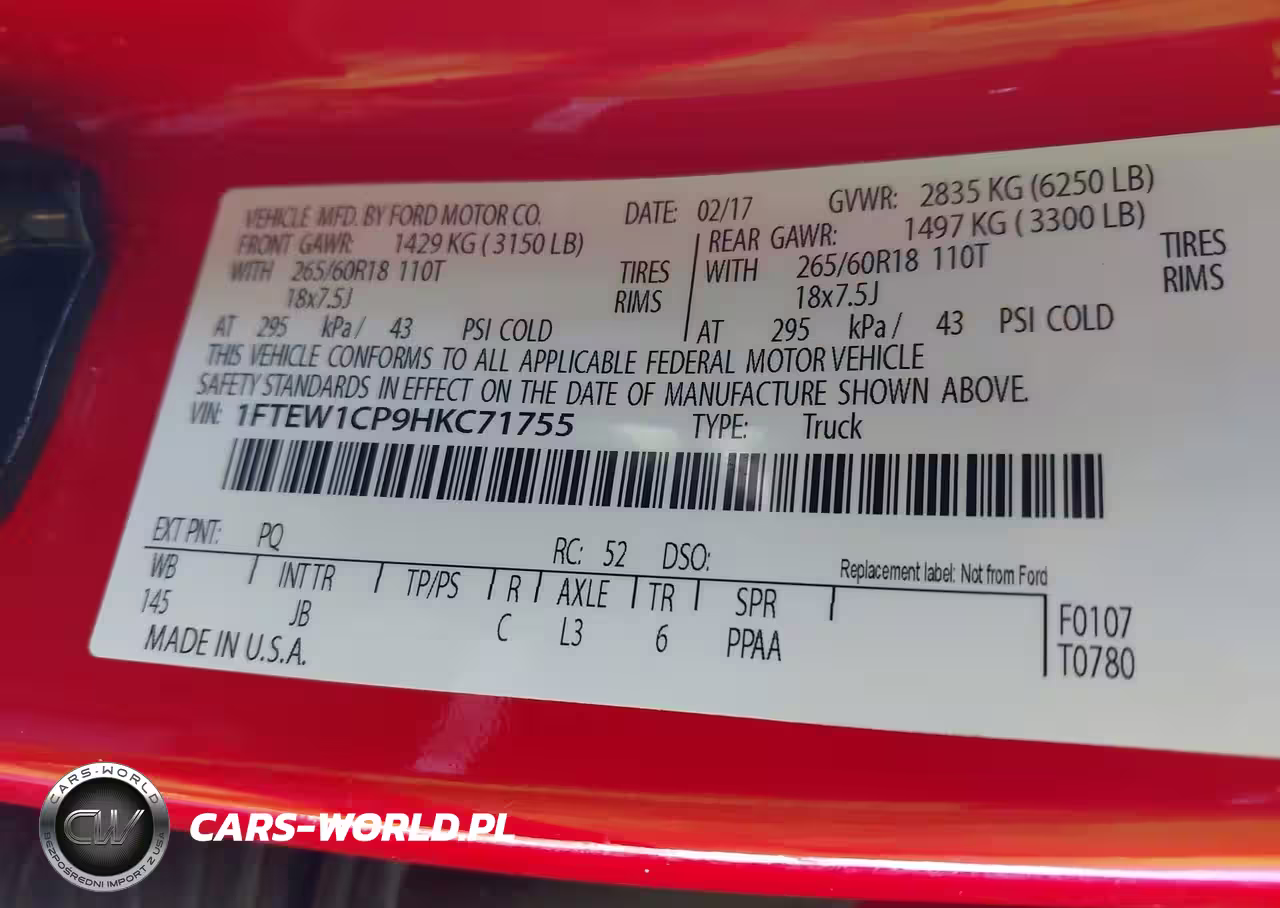 VEHICLE MFD. BY FORD MOTOR CO. DATE: 02/17 GVWR: 2835 KG (6250 LB)
FRONT GAWR: 1429 KG ( 3150 LB) REAR GAWR: 1497 KG ( 3300 LB)
WITH 265/60R18 110T TIRES WITH 265/60R18 110T TIRES
18x7.5J RIMS 18x7.5J RIMS
AT 295 kPa / 43 PSI COLD AT 295 kPa / 43 PSI COLD
THIS VEHICLE CONFORMS TO ALL APPLICABLE FEDERAL MOTOR VEHICLE
SAFETY STANDARDS IN EFFECT ON THE DATE OF MANUFACTURE SHOWN ABOVE.
VIN: 1FTEW1CP9HKC71755 TYPE: Truck
EXT PNT: PQ RC: 52 DSO:
Replacement label: Not from Ford
WB INT TR TP/PS R AXLE TR SPR
145 JB C L3 6 PPAA
F0107
T0780
MADE IN U.S.A.
CARS-WORLD
CW
BEZPOŚREDNI IMPORT Z USA
CARS-WORLD.PL